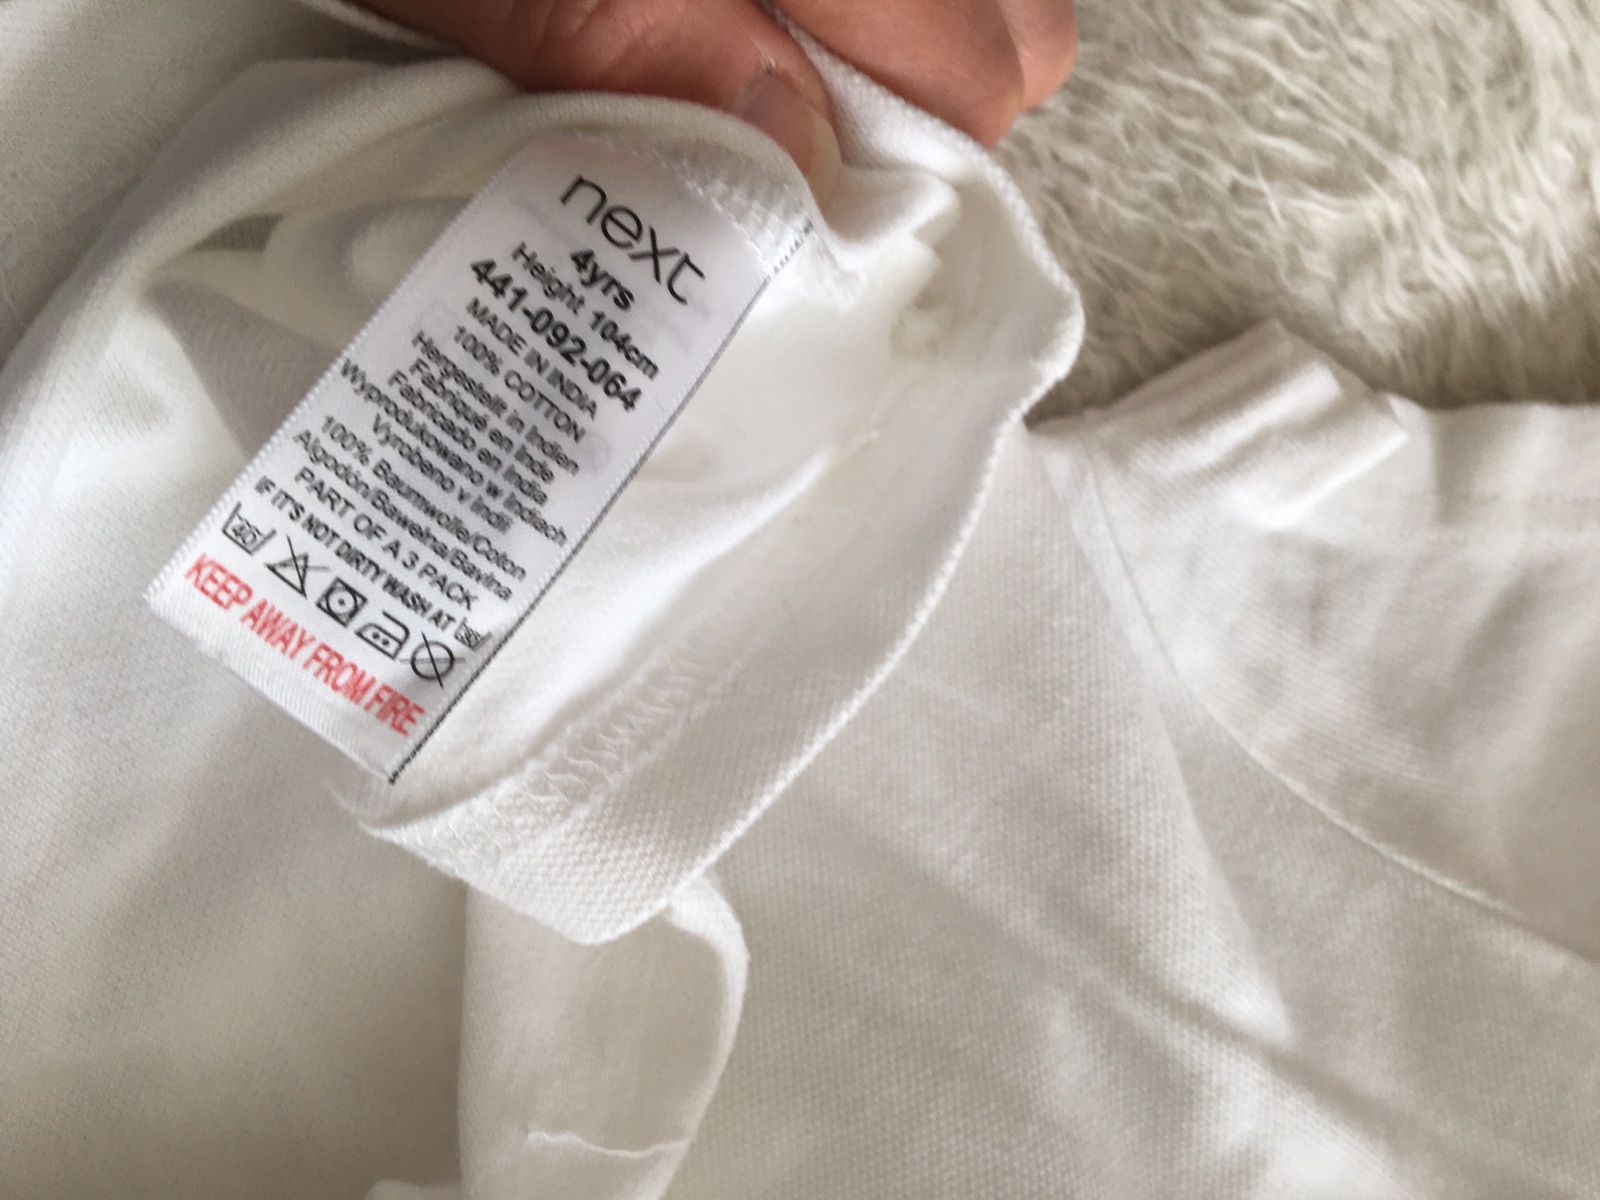 next
4yrs
Height 104cm
441-092-064
MADE IN INDIA
100% COTTON
Hergestellt in Indien
Fabriqué en Inde
Fabricado en India
Wyprodukowano w Indiach
Vyrobeno v Indii
100% Baumwolle/Coton
Algodón/Bawełna/Bavlna
PART OF A 3 PACK
IF IT'S NOT DIRTY WASH AT 30
40
KEEP AWAY FROM FIRE